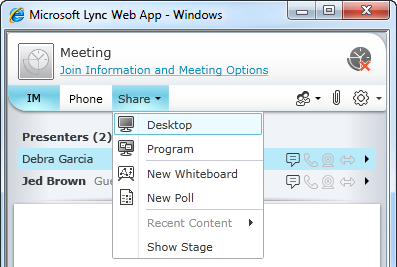 Microsoft Lync Web App - Windows
Meeting
Join Information and Meeting Options
IM Phone Share
Desktop
Presenters (2)
Program
Debra Garcia
New Whiteboard
Jed Brown Gue
New Poll
Recent Content
Show Stage